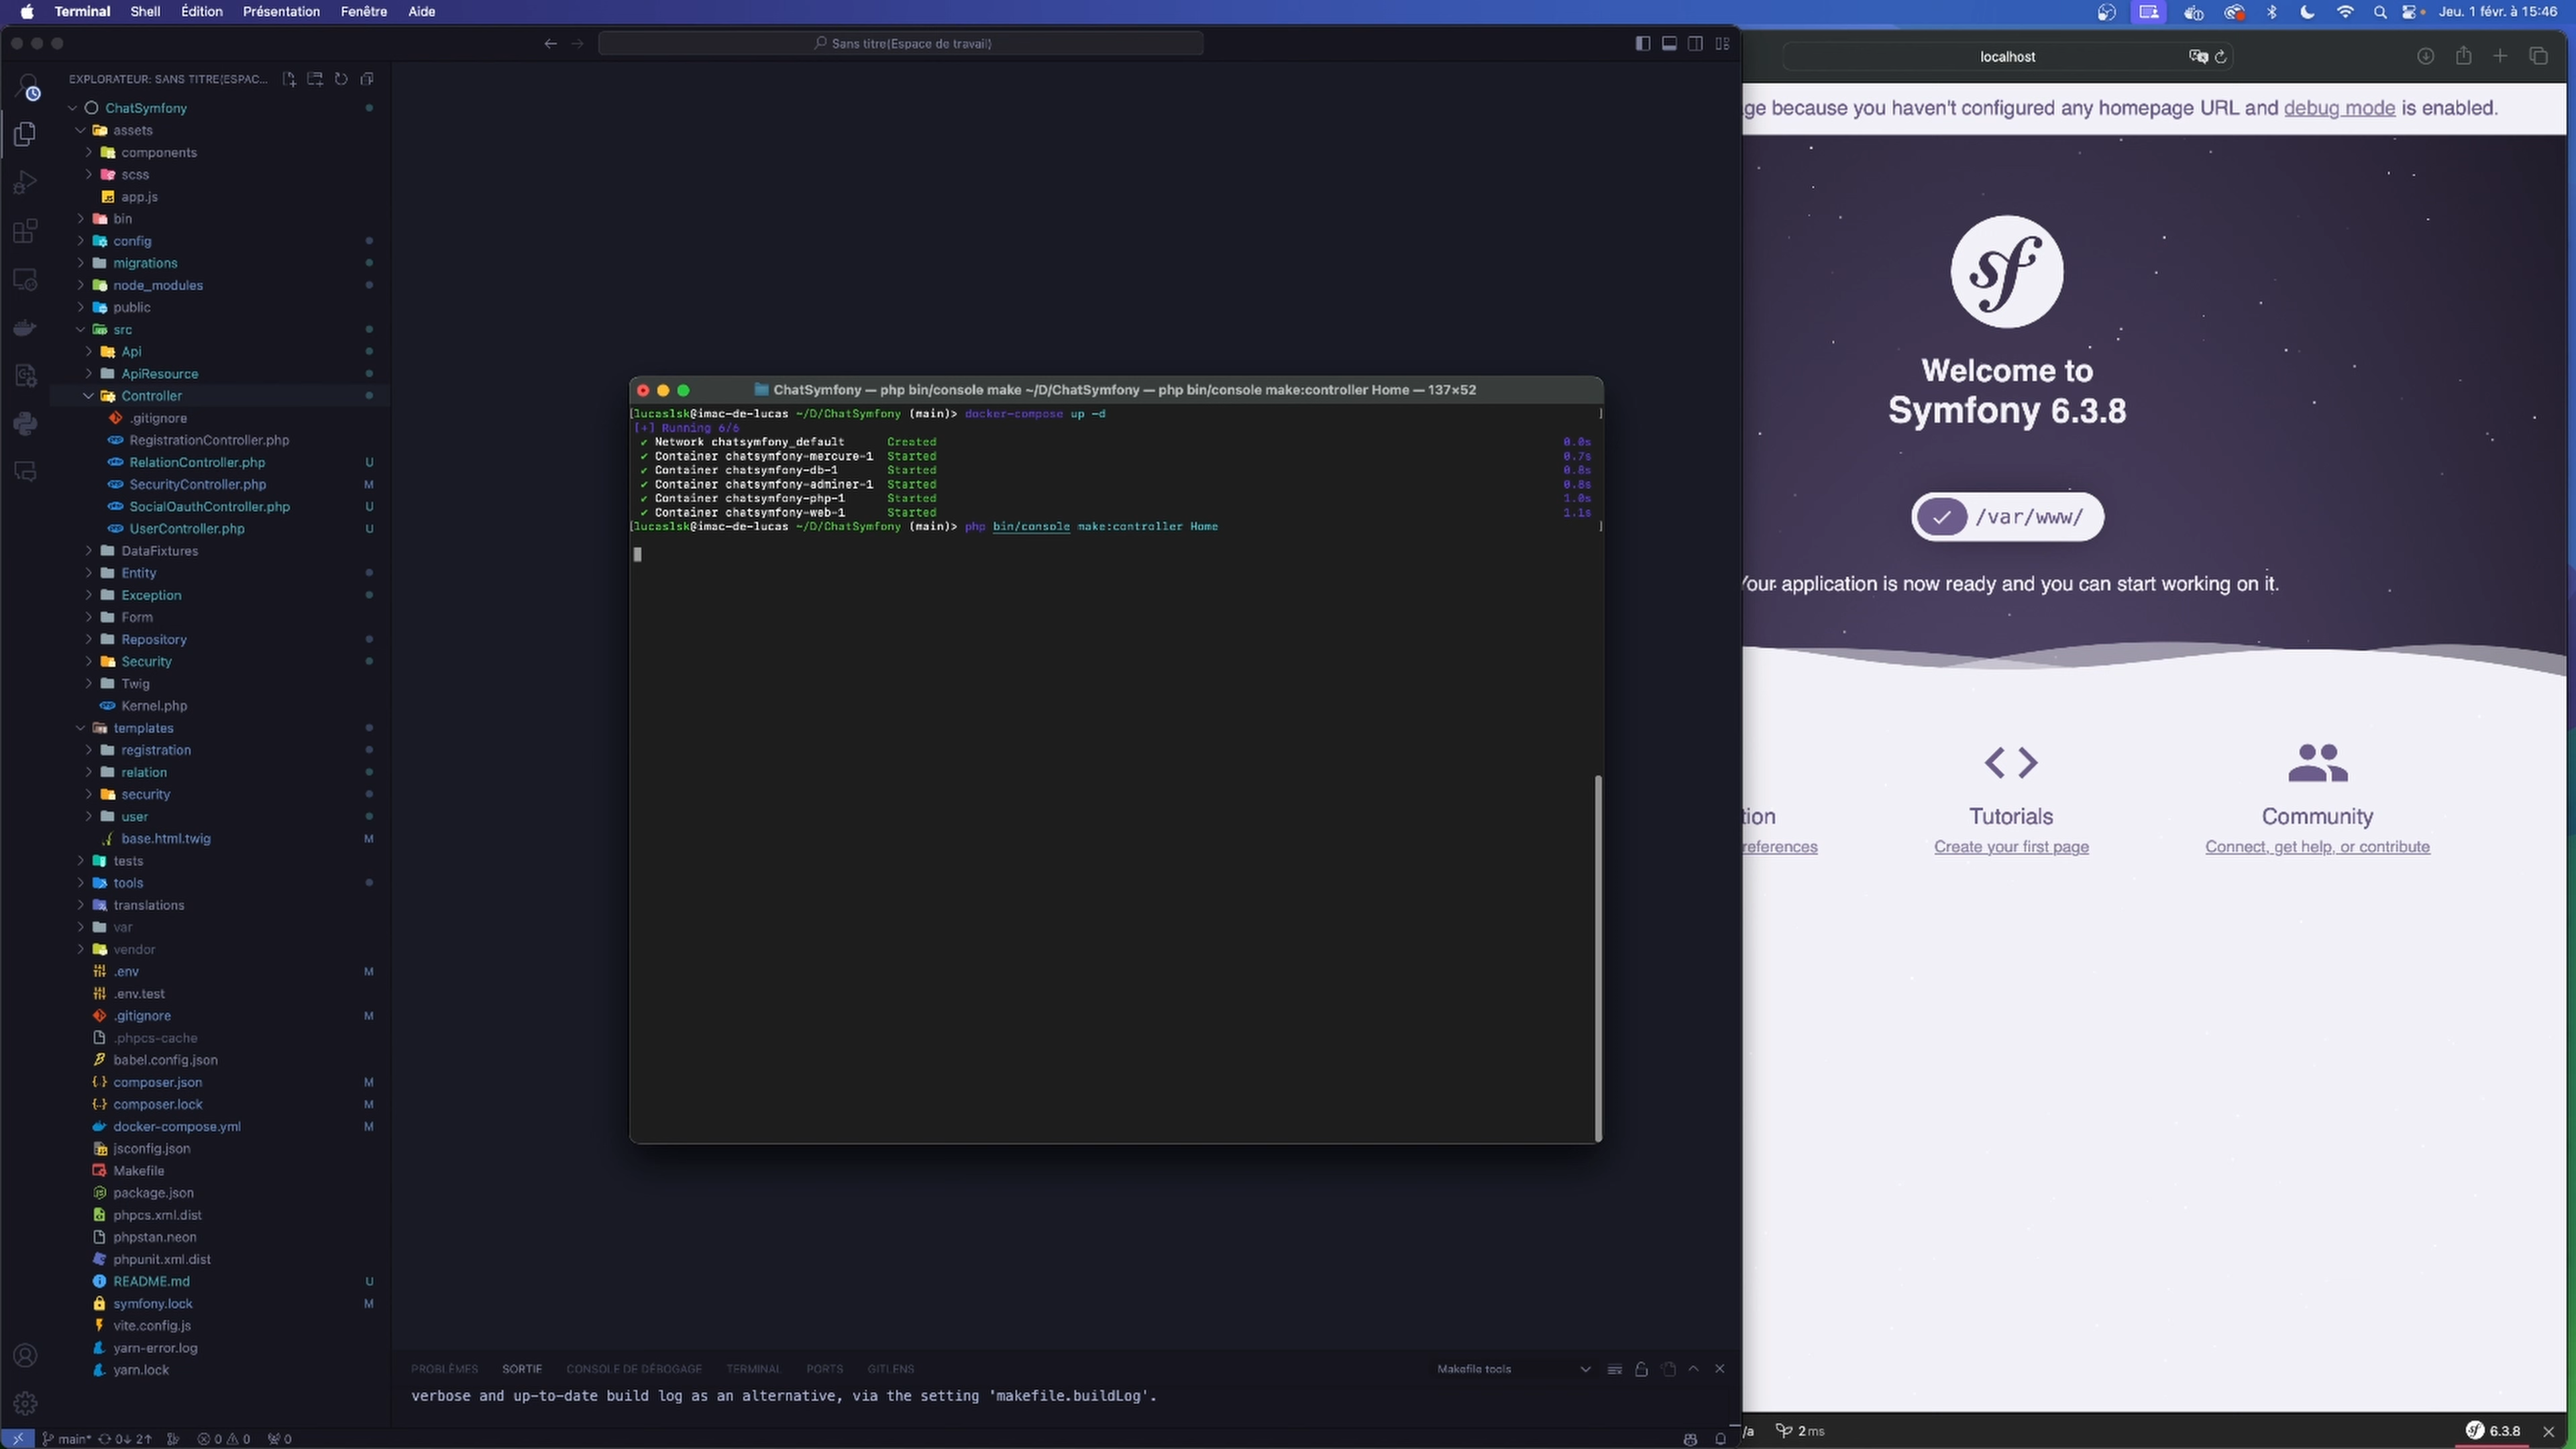 Terminal Shell Édition Présentation Fenêtre Aide
Jeu. 1 févr. à 15:46
Sans titre(Espace de travail)
EXPLORATEUR: SANS TITRE(ESPAC...
ChatSymfony
assets
components
scss
app.js
bin
config
migrations
node_modules
public
src
Api
ApiResource
Controller
.gitignore
RegistrationController.php
RelationController.php U
SecurityController.php M
SocialOauthController.php U
UserController.php U
DataFixtures
Entity
Exception
Form
Repository
Security
Twig
Kernel.php
templates
registration
relation
security
user
base.html.twig M
tests
tools
translations
var
vendor
.env M
.env.test
.gitignore M
.phpcs-cache
babel.config.json
composer.json M
composer.lock M
docker-compose.yml M
jsconfig.json
Makefile
package.json
phpcs.xml.dist
phpstan.neon
phpunit.xml.dist
README.md U
symfony.lock M
vite.config.js
yarn-error.log
yarn.lock
ChatSymfony — php bin/console make ~/D/ChatSymfony — php bin/console make:controller Home — 137×52
[lucaslsk@imac-de-lucas ~/D/ChatSymfony (main)> docker-compose up -d ]
[+] Running 6/6
✔ Network chatsymfony_default Created 0.0s
✔ Container chatsymfony-mercure-1 Started 0.7s
✔ Container chatsymfony-db-1 Started 0.8s
✔ Container chatsymfony-adminer-1 Started 0.8s
✔ Container chatsymfony-php-1 Started 1.0s
✔ Container chatsymfony-web-1 Started 1.1s
[lucaslsk@imac-de-lucas ~/D/ChatSymfony (main)> php bin/console make:controller Home ]
PROBLÈMES SORTIE CONSOLE DE DÉBOGAGE TERMINAL PORTS GITLENS
Makefile tools
verbose and up-to-date build log as an alternative, via the setting 'makefile.buildLog'.
main* 0↓ 2↑ 0 0 0
localhost
ge because you haven't configured any homepage URL and debug mode is enabled.
sf
Welcome to
Symfony 6.3.8
/var/www/
Your application is now ready and you can start working on it.
tion
references
Tutorials
Create your first page
Community
Connect, get help, or contribute
/a 2 ms
sf 6.3.8